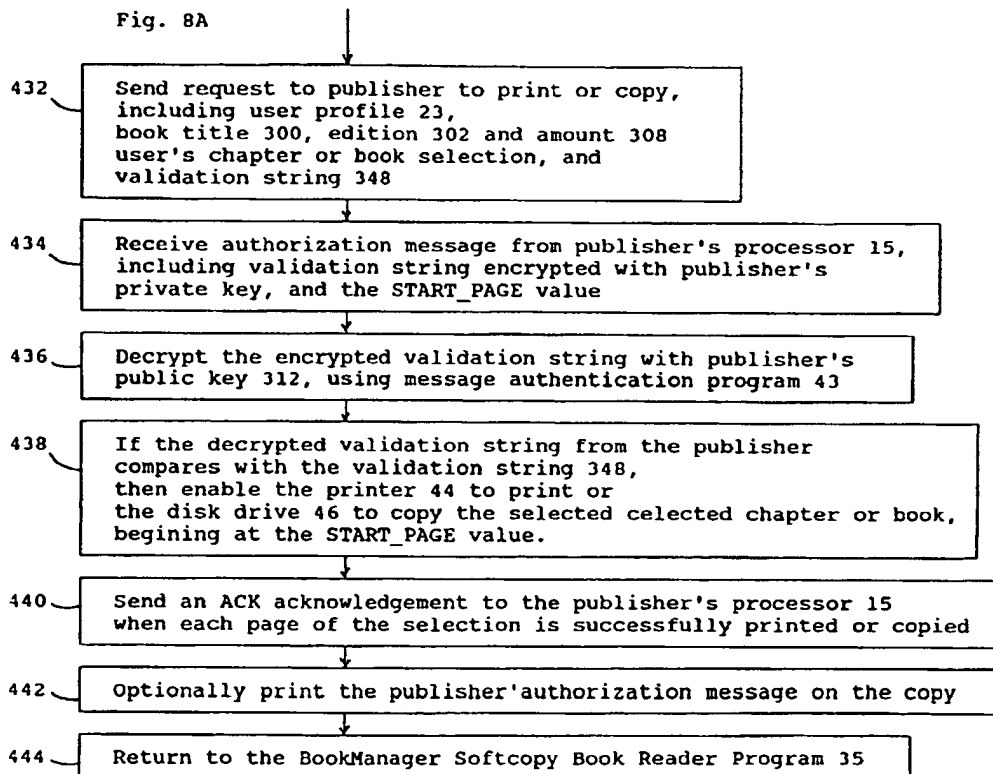 Fig. 8A
432
Send request to publisher to print or copy,
including user profile 23,
book title 300, edition 302 and amount 308
user's chapter or book selection, and
validation string 348
434
Receive authorization message from publisher's processor 15,
including validation string encrypted with publisher's
private key, and the START_PAGE value
436
Decrypt the encrypted validation string with publisher's
public key 312, using message authentication program 43
438
If the decrypted validation string from the publisher
compares with the validation string 348,
then enable the printer 44 to print or
the disk drive 46 to copy the selected celected chapter or book,
begining at the START_PAGE value.
440
Send an ACK acknowledgement to the publisher's processor 15
when each page of the selection is successfully printed or copied
442
Optionally print the publisher'authorization message on the copy
444
Return to the BookManager Softcopy Book Reader Program 35